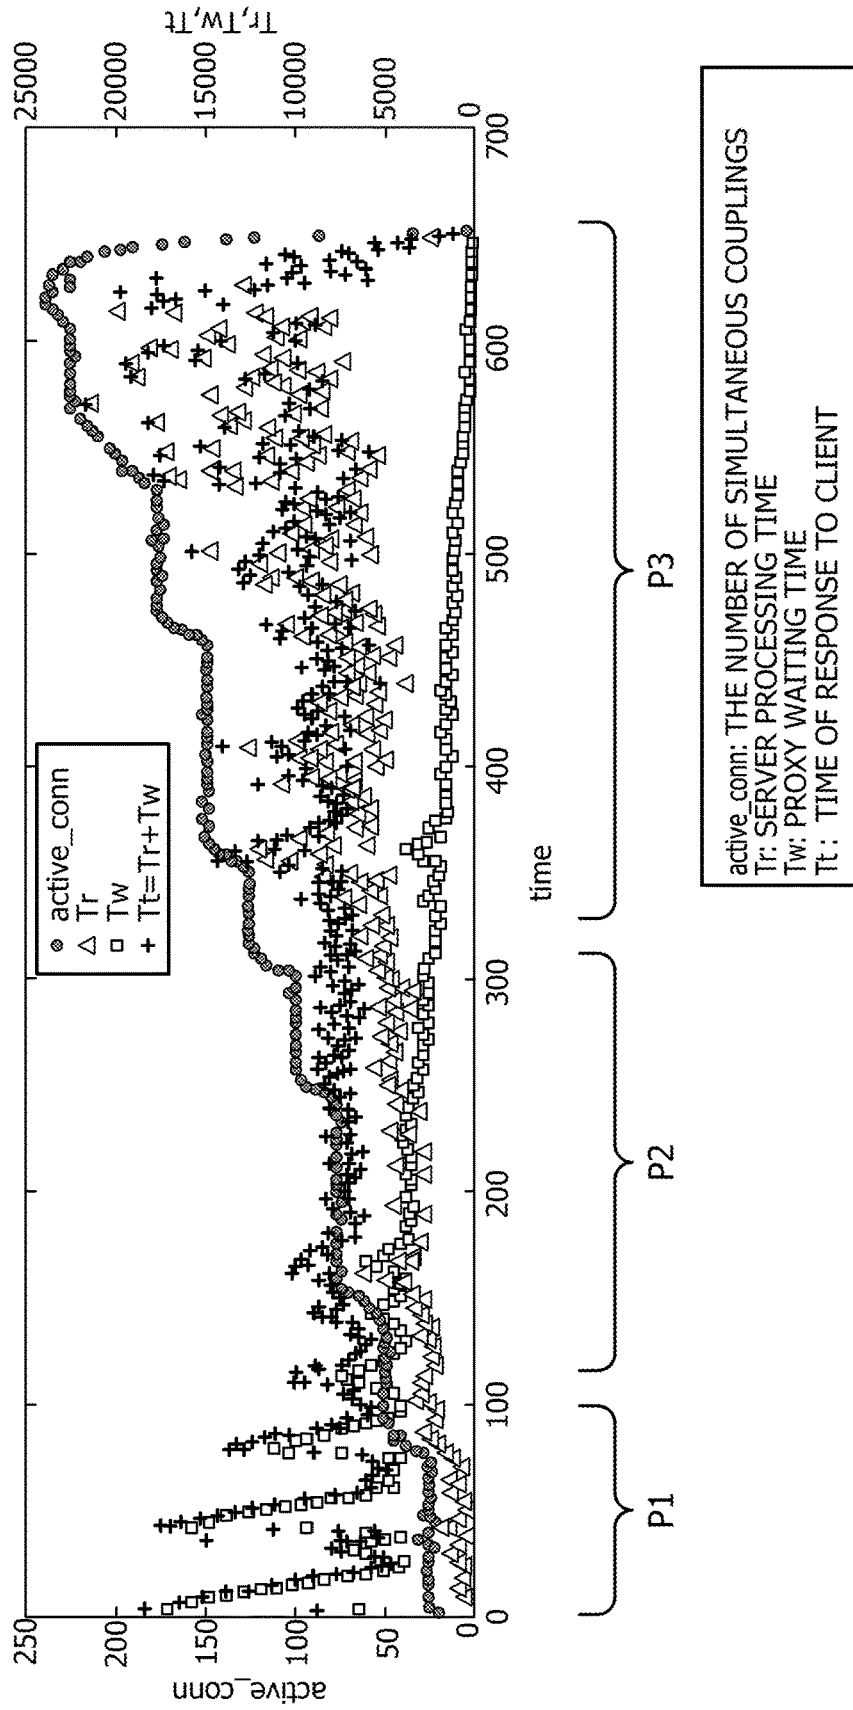 active_conn
250
200
150
100
50
0
Tr,Tw,Tt
25000
20000
15000
10000
5000
0
active_conn
Tr
Tw
Tt=Tr+Tw
0
100
200
300
400
500
600
700
time
P1
P2
P3
active_conn: THE NUMBER OF SIMULTANEOUS COUPLINGS
Tr: SERVER PROCESSING TIME
Tw: PROXY WAITING TIME
Tt : TIME OF RESPONSE TO CLIENT